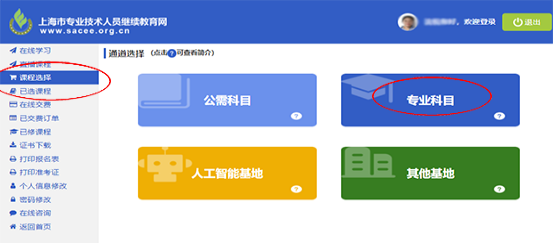 上海市专业技术人员继续教育网
www.sacee.org.cn
欢迎登录
退出
在线学习
直播课程
课程选择
已选课程
在线交费
已交费订单
已修课程
证书下载
打印报名表
打印准考证
个人信息修改
密码修改
在线咨询
返回首页
通道选择 (点击?可查看简介)
公需科目
?
专业科目
?
人工智能基地
?
其他基地
?